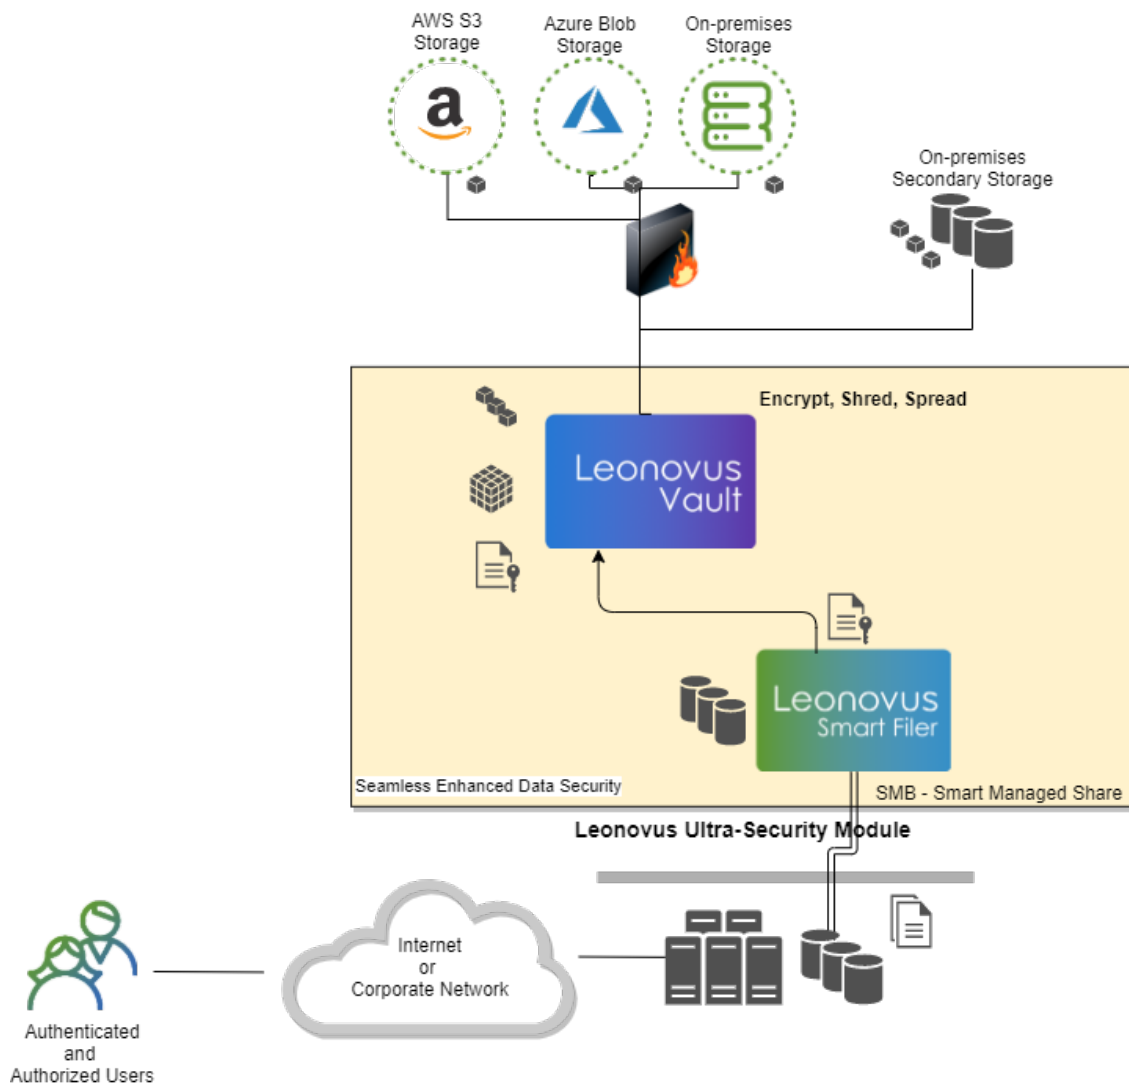 AWS S3
Storage
Azure Blob
Storage
On-premises
Storage
On-premises
Secondary Storage
Encrypt, Shred, Spread
Leonovus
Vault
Leonovus
Smart Filer
Seamless Enhanced Data Security
SMB - Smart Managed Share
Leonovus Ultra-Security Module
Internet
or
Corporate Network
Authenticated
and
Authorized Users